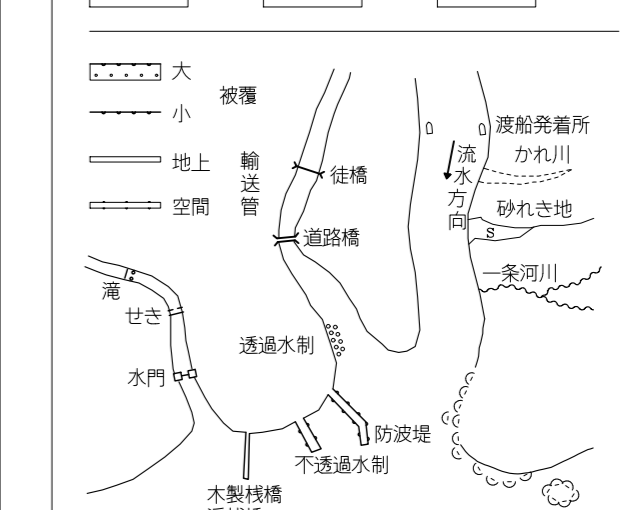 大
被覆
小
地上
輸送管
空間
徒橋
道路橋
渡船発着所
流水方向
かれ川
砂れき地
s
一条河川
滝
せき
水門
透過水制
防波堤
不透過水制
木製桟橋